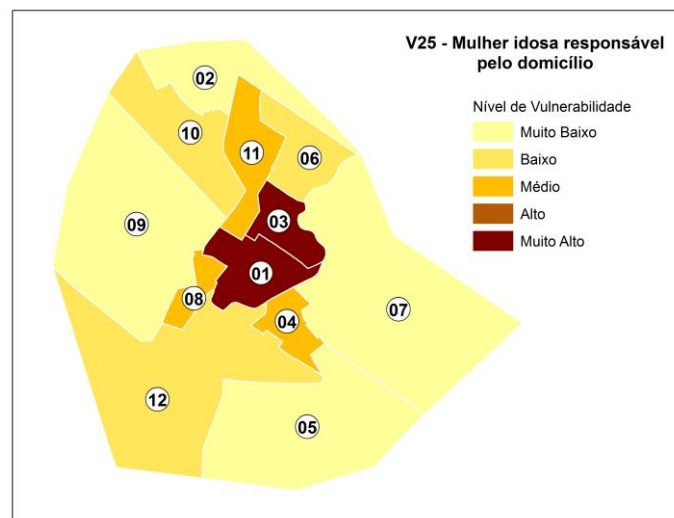 V25 - Mulher idosa responsável
pelo domicílio
Nível de Vulnerabilidade
Muito Baixo
Baixo
Médio
Alto
Muito Alto
02
10
11
06
09
03
01
08
04
07
12
05